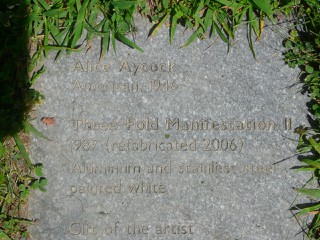 Alice Aycock
American, 1946
Three-Fold Manifestation II
1987 (refabricated 2006)
Aluminum and stainless steel
painted white
Gift of the artist